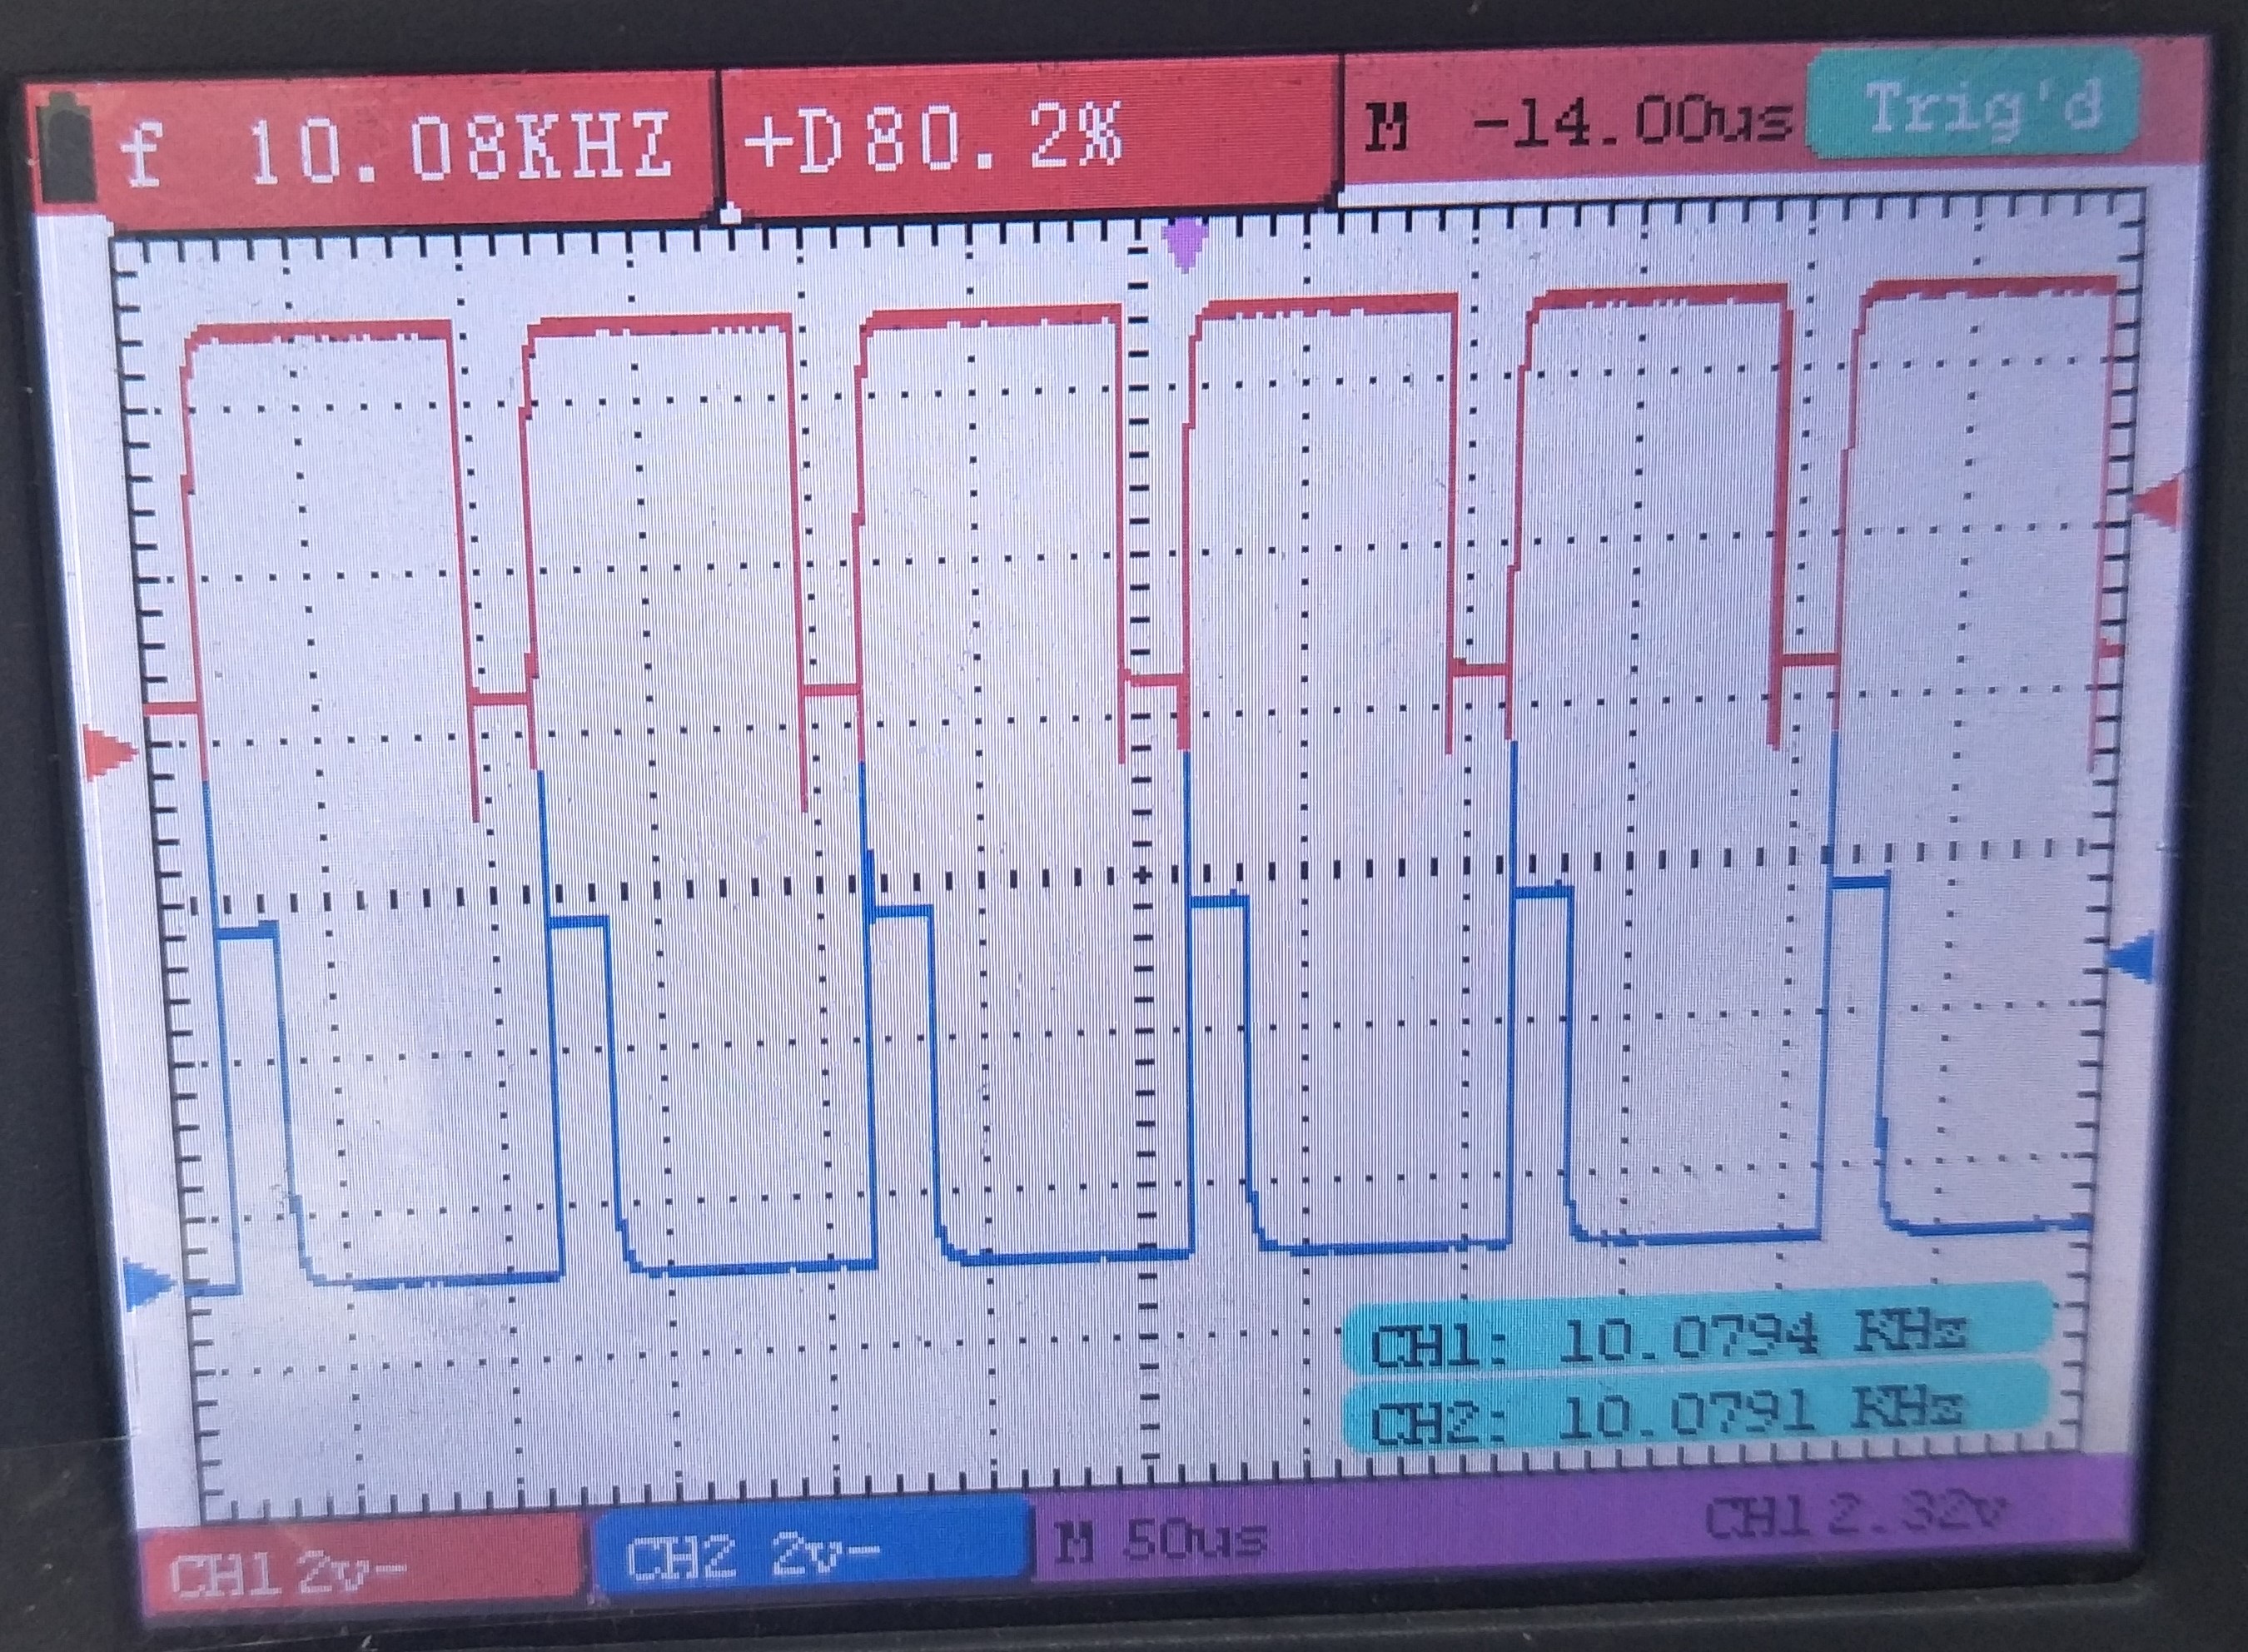 f 10.08KHZ +D80.2% M -14.00us Trig'd
CH1: 10.0794 KHz
CH2: 10.0791 KHz
CH1 2v- CH2 2v- M 50us CH1 2.32v